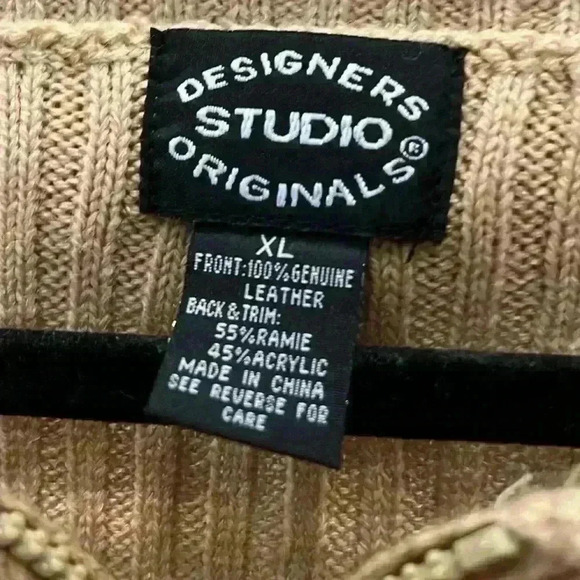 DESIGNERS
STUDIO
ORIGINALS®
XL
FRONT:100%GENUINE
LEATHER
BACK & TRIM:
55%RAMIE
45%ACRYLIC
MADE IN CHINA
SEE REVERSE FOR
CARE